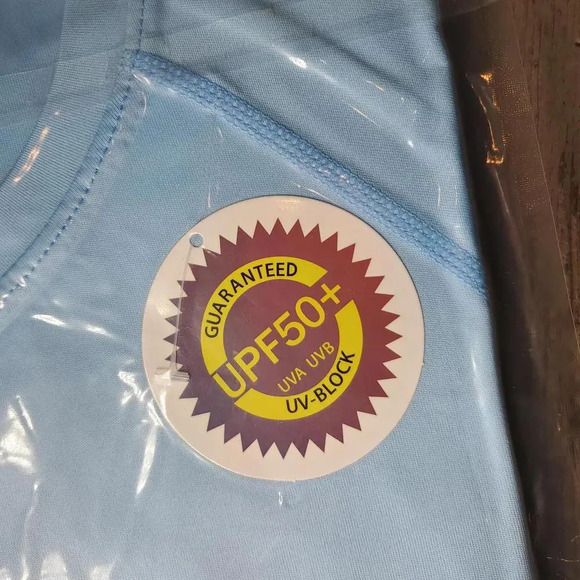 GUARANTEED
UPF50+
UVA UVB
UV-BLOCK